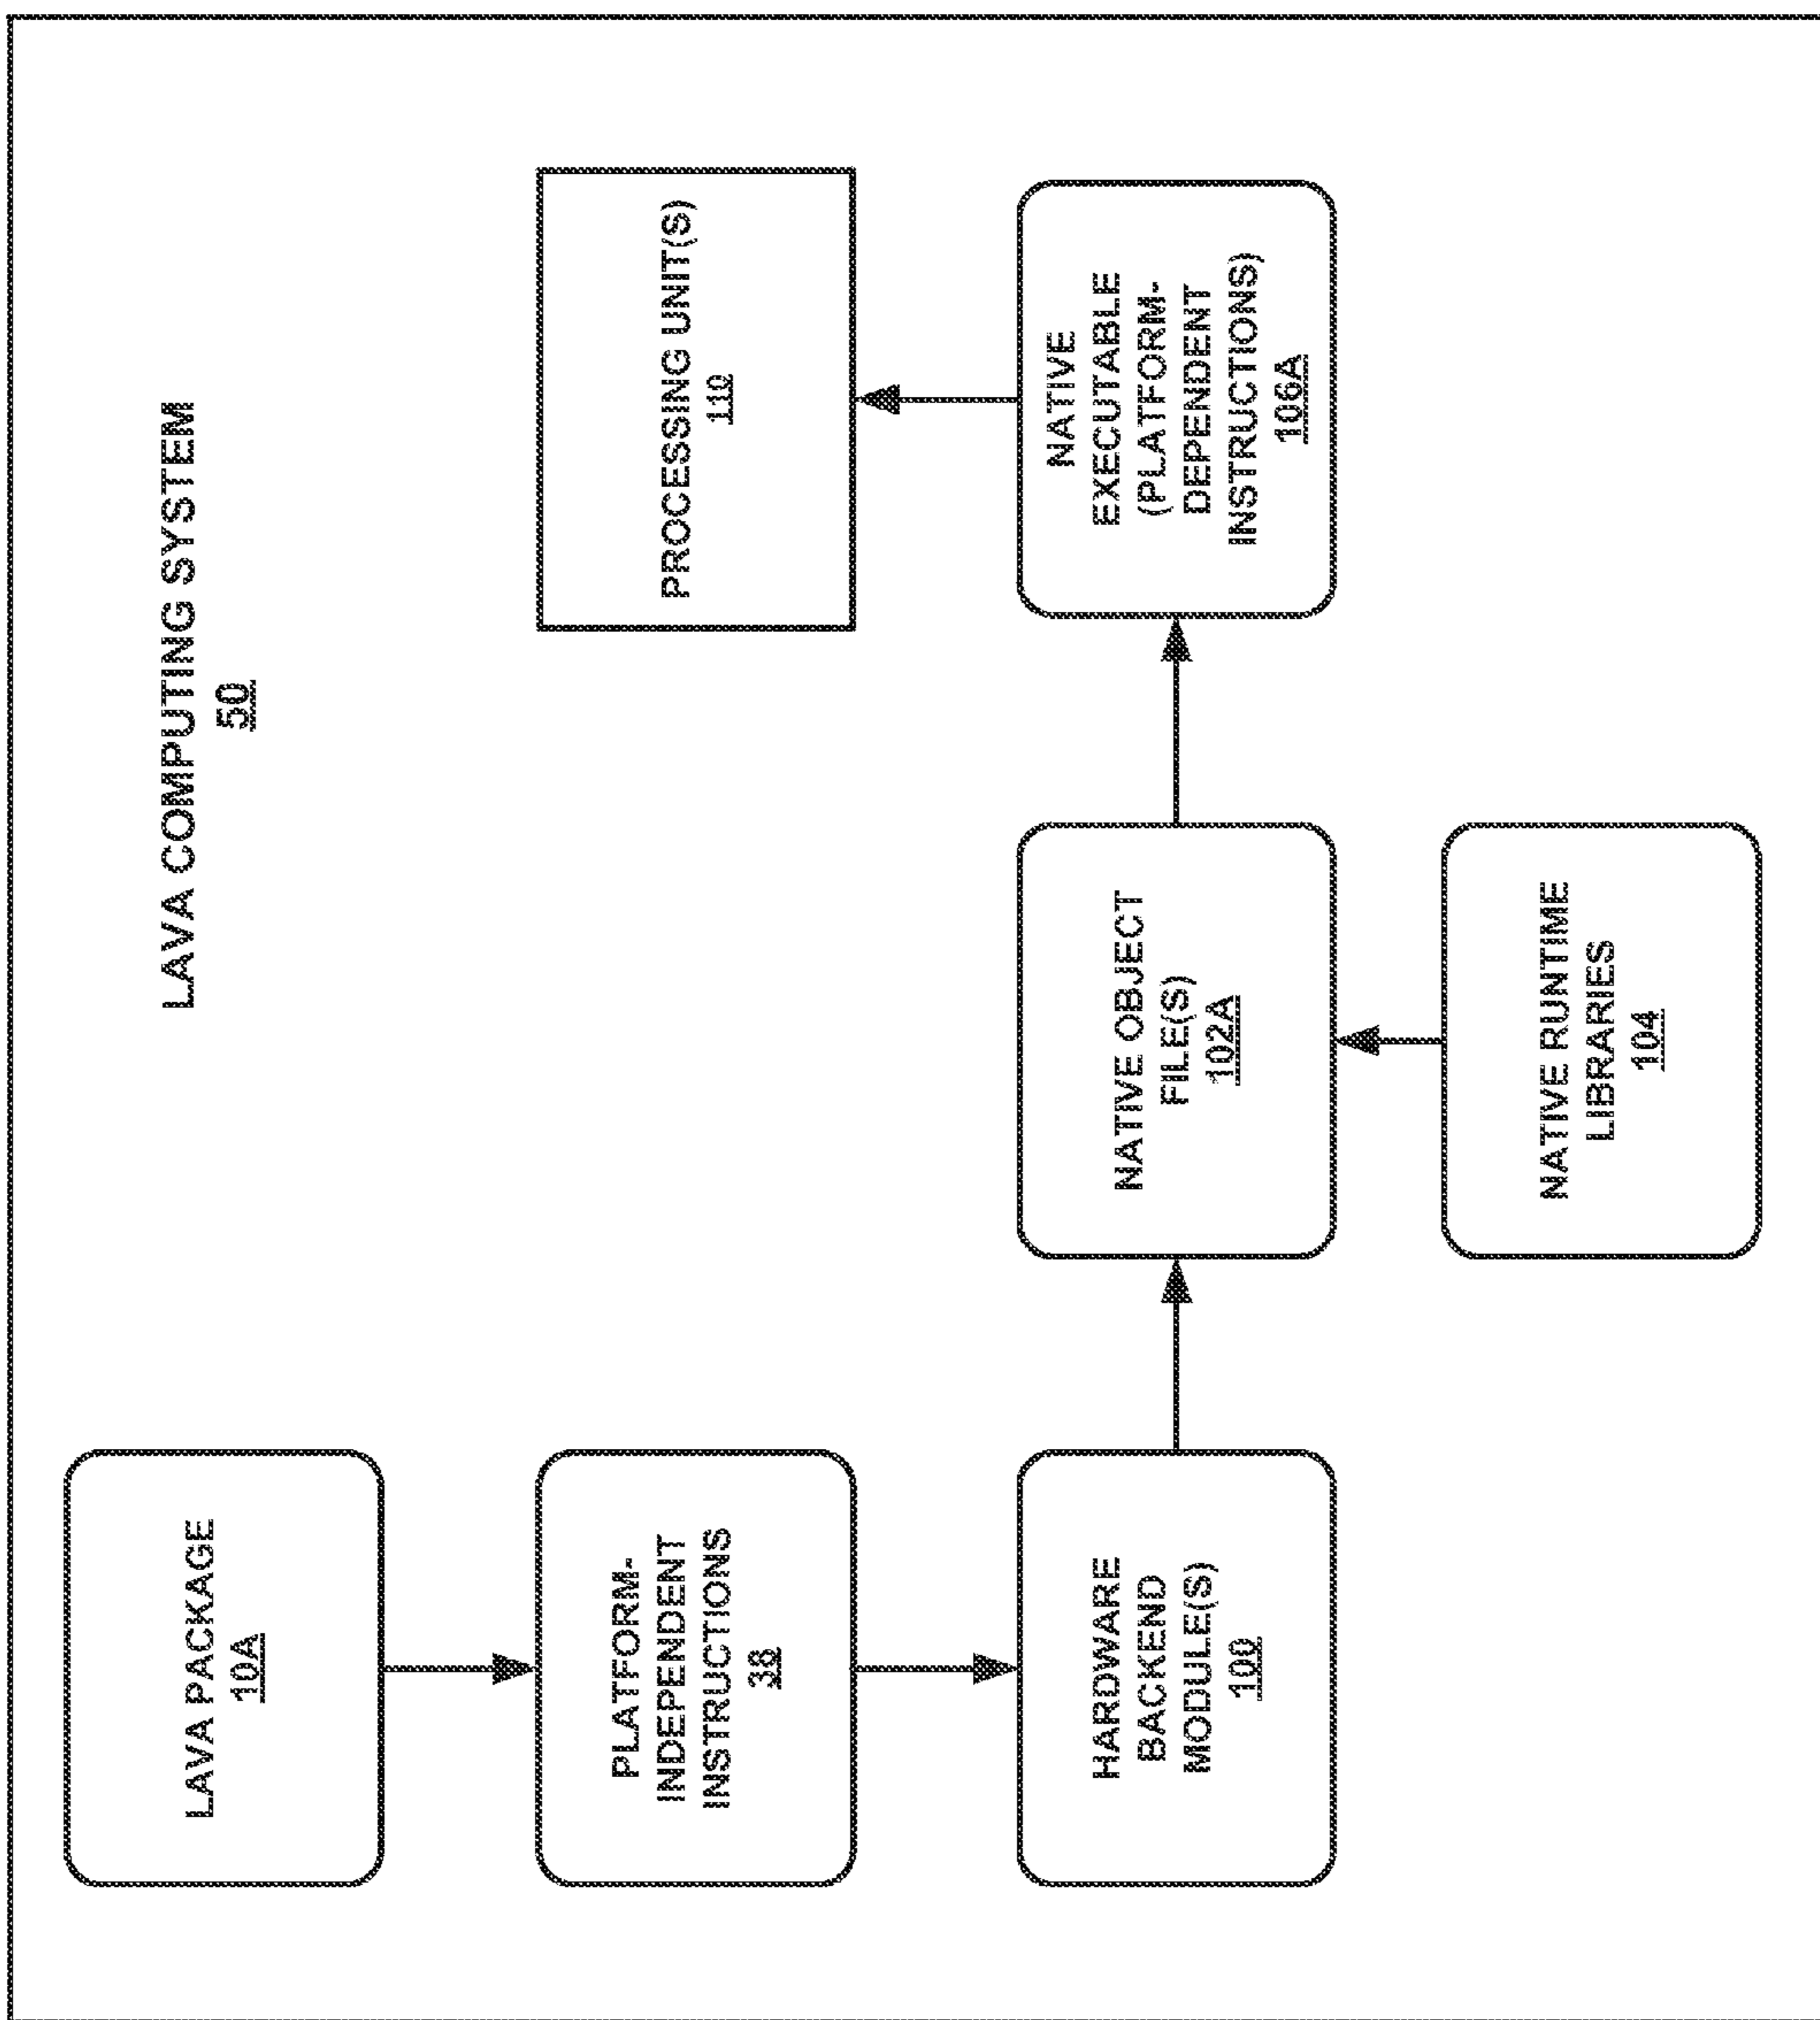 LAVA COMPUTING SYSTEM
50
LAVA PACKAGE
10A
PLATFORM-
INDEPENDENT
INSTRUCTIONS
38
HARDWARE
BACKEND
MODULE(S)
100
NATIVE OBJECT
FILE(S)
102A
NATIVE RUNTIME
LIBRARIES
104
NATIVE
EXECUTABLE
(PLATFORM-
DEPENDENT
INSTRUCTIONS)
106A
PROCESSING UNIT(S)
110